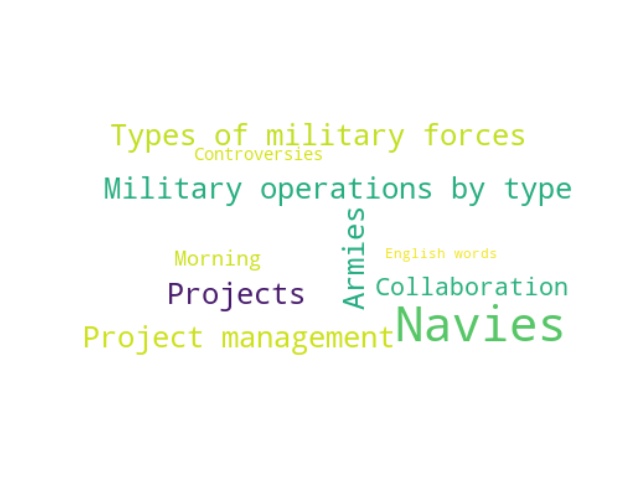 Types of military forces
Controversies
Military operations by type
Armies
English words
Morning
Collaboration
Projects
Navies
Project management